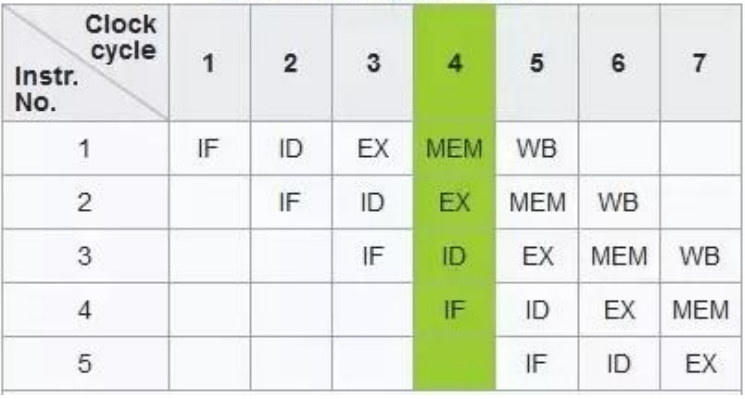 Clock cycle
Instr. No.
1 2 3 4 5 6 7
1 IF ID EX MEM WB
2 IF ID EX MEM WB
3 IF ID EX MEM WB
4 IF ID EX MEM
5 IF ID EX